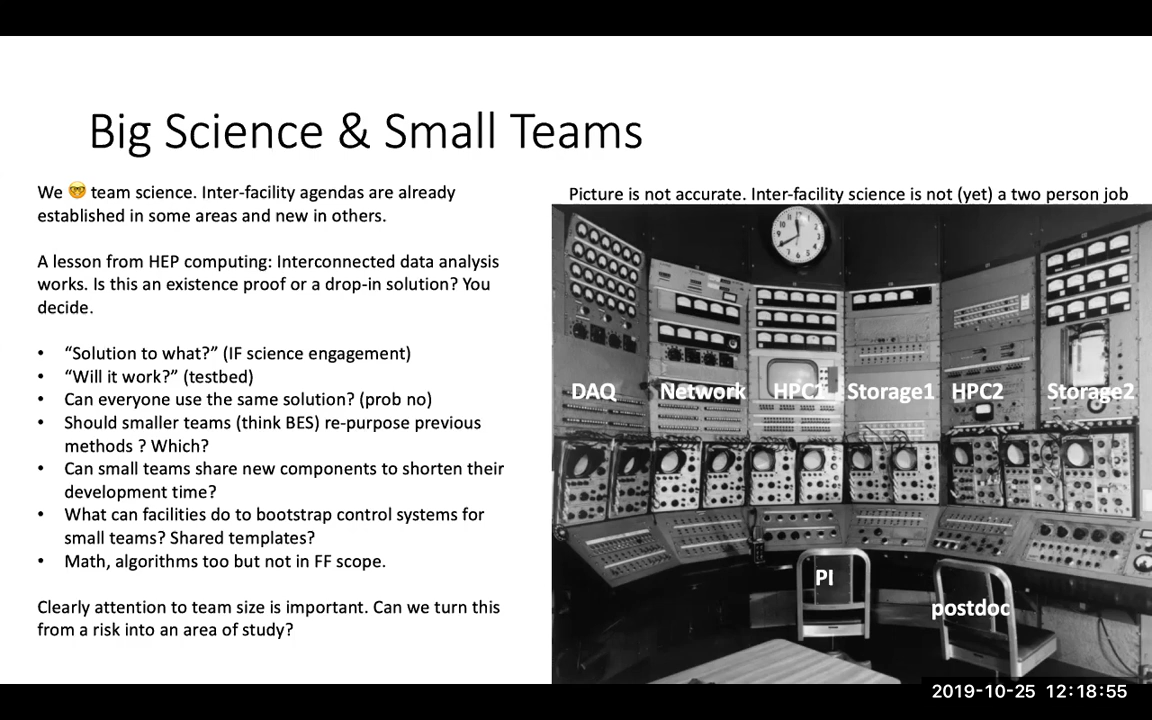 Big Science & Small Teams
We 🤓 team science. Inter-facility agendas are already
established in some areas and new in others.
A lesson from HEP computing: Interconnected data analysis
works. Is this an existence proof or a drop-in solution? You
decide.
• “Solution to what?” (IF science engagement)
• “Will it work?” (testbed)
• Can everyone use the same solution? (prob no)
• Should smaller teams (think BES) re-purpose previous
methods ? Which?
• Can small teams share new components to shorten their
development time?
• What can facilities do to bootstrap control systems for
small teams? Shared templates?
• Math, algorithms too but not in FF scope.
Clearly attention to team size is important. Can we turn this
from a risk into an area of study?
Picture is not accurate. Inter-facility science is not (yet) a two person job
DAQ Network HPC1 Storage1 HPC2 Storage2
PI
postdoc
2019-10-25 12:18:55